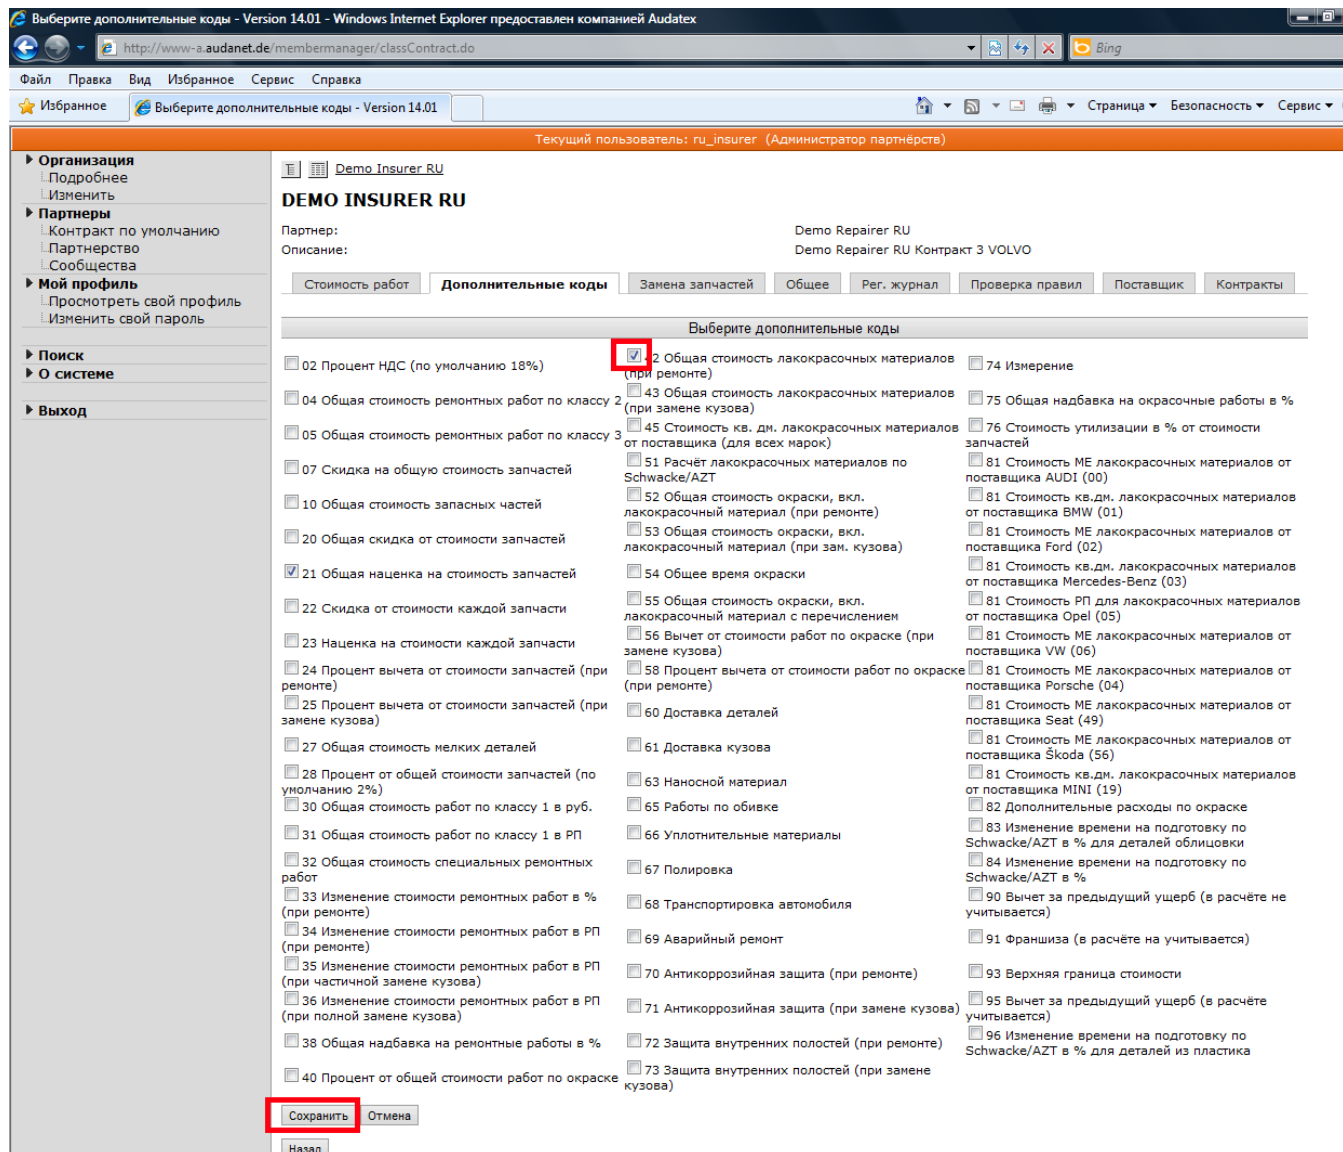 Выберите дополнительные коды - Version 14.01 - Windows Internet Explorer предоставлен компанией Audatex
http://www-a.audanet.de/membermanager/classContract.do
Bing
Файл Правка Вид Избранное Сервис Справка
Избранное
Выберите дополнительные коды - Version 14.01
Страница Безопасность Сервис
Текущий пользователь: ru_insurer (Администратор партнёрств)
Организация
Подробнее
Изменить
Партнеры
Контракт по умолчанию
Партнерство
Сообщества
Мой профиль
Просмотреть свой профиль
Изменить свой пароль
Поиск
О системе
Выход
Demo Insurer RU
DEMO INSURER RU
Партнер: Demo Repairer RU
Описание: Demo Repairer RU Контракт 3 VOLVO
Стоимость работ Дополнительные коды Замена запчастей Общее Рег. журнал Проверка правил Поставщик Контракты
Выберите дополнительные коды
02 Процент НДС (по умолчанию 18%)
04 Общая стоимость ремонтных работ по классу 2
05 Общая стоимость ремонтных работ по классу 3
07 Скидка на общую стоимость запчастей
10 Общая стоимость запасных частей
20 Общая скидка от стоимости запчастей
21 Общая наценка на стоимость запчастей
22 Скидка от стоимости каждой запчасти
23 Наценка на стоимости каждой запчасти
24 Процент вычета от стоимости запчастей (при
ремонте)
25 Процент вычета от стоимости запчастей (при
замене кузова)
27 Общая стоимость мелких деталей
28 Процент от общей стоимости запчастей (по
умолчанию 2%)
30 Общая стоимость работ по классу 1 в руб.
31 Общая стоимость работ по классу 1 в РП
32 Общая стоимость специальных ремонтных
работ
33 Изменение стоимости ремонтных работ в %
(при ремонте)
34 Изменение стоимости ремонтных работ в РП
(при ремонте)
35 Изменение стоимости ремонтных работ в РП
(при частичной замене кузова)
36 Изменение стоимости ремонтных работ в РП
(при полной замене кузова)
38 Общая надбавка на ремонтные работы в %
40 Процент от общей стоимости работ по окраске
42 Общая стоимость лакокрасочных материалов
(при ремонте)
43 Общая стоимость лакокрасочных материалов
(при замене кузова)
45 Стоимость кв. дм. лакокрасочных материалов
от поставщика (для всех марок)
51 Расчёт лакокрасочных материалов по
Schwacke/AZT
52 Общая стоимость окраски, вкл.
лакокрасочный материал (при ремонте)
53 Общая стоимость окраски, вкл.
лакокрасочный материал (при зам. кузова)
54 Общее время окраски
55 Общая стоимость окраски, вкл.
лакокрасочный материал с перечислением
56 Вычет от стоимости работ по окраске (при
замене кузова)
58 Процент вычета от стоимости работ по окраске
(при ремонте)
60 Доставка деталей
61 Доставка кузова
63 Наносной материал
65 Работы по обивке
66 Уплотнительные материалы
67 Полировка
68 Транспортировка автомобиля
69 Аварийный ремонт
70 Антикоррозийная защита (при ремонте)
71 Антикоррозийная защита (при замене кузова)
72 Защита внутренних полостей (при ремонте)
73 Защита внутренних полостей (при замене
кузова)
74 Измерение
75 Общая надбавка на окрасочные работы в %
76 Стоимость утилизации в % от стоимости
запчастей
81 Стоимость МЕ лакокрасочных материалов от
поставщика AUDI (00)
81 Стоимость кв.дм. лакокрасочных материалов
от поставщика BMW (01)
81 Стоимость МЕ лакокрасочных материалов от
поставщика Ford (02)
81 Стоимость кв.дм. лакокрасочных материалов
от поставщика Mercedes-Benz (03)
81 Стоимость РП для лакокрасочных материалов
от поставщика Opel (05)
81 Стоимость МЕ лакокрасочных материалов от
поставщика VW (06)
81 Стоимость МЕ лакокрасочных материалов от
поставщика Porsche (04)
81 Стоимость МЕ лакокрасочных материалов от
поставщика Seat (49)
81 Стоимость МЕ лакокрасочных материалов от
поставщика Škoda (56)
81 Стоимость кв.дм. лакокрасочных материалов
от поставщика MINI (19)
82 Дополнительные расходы по окраске
83 Изменение времени на подготовку по
Schwacke/AZT в % для деталей облицовки
84 Изменение времени на подготовку по
Schwacke/AZT в %
90 Вычет за предыдущий ущерб (в расчёте не
учитывается)
91 Франшиза (в расчёте на учитывается)
93 Верхняя граница стоимости
95 Вычет за предыдущий ущерб (в расчёте
учитывается)
96 Изменение времени на подготовку по
Schwacke/AZT в % для деталей из пластика
Сохранить Отмена
Назад